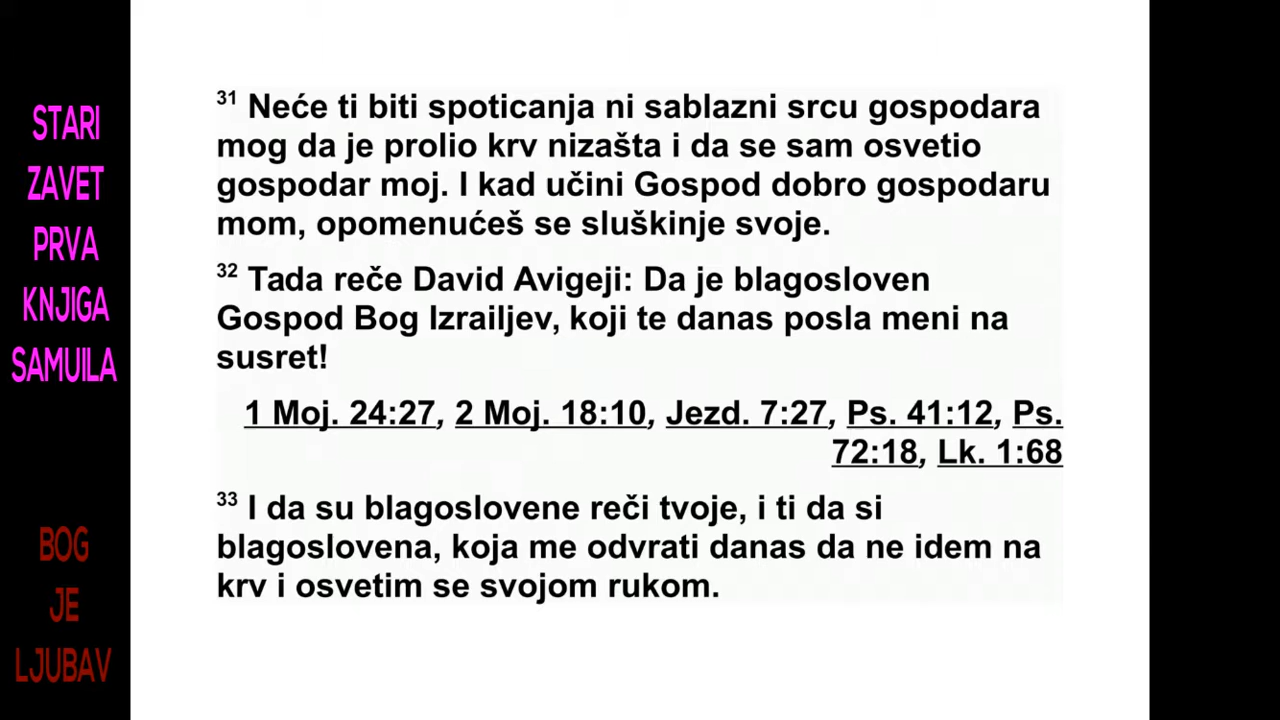 STARI
ZAVET
PRVA
KNJIGA
SAMUILA
BOG
JE
LJUBAV
31 Neće ti biti spoticanja ni sablazni srcu gospodara
mog da je prolio krv nizašta i da se sam osvetio
gospodar moj. I kad učini Gospod dobro gospodaru
mom, opomenućeš se sluškinje svoje.
32 Tada reče David Avigeji: Da je blagosloven
Gospod Bog Izrailjev, koji te danas posla meni na
susret!
1 Moj. 24:27, 2 Moj. 18:10, Jezd. 7:27, Ps. 41:12, Ps.
72:18, Lk. 1:68
33 I da su blagoslovene reči tvoje, i ti da si
blagoslovena, koja me odvrati danas da ne idem na
krv i osvetim se svojom rukom.